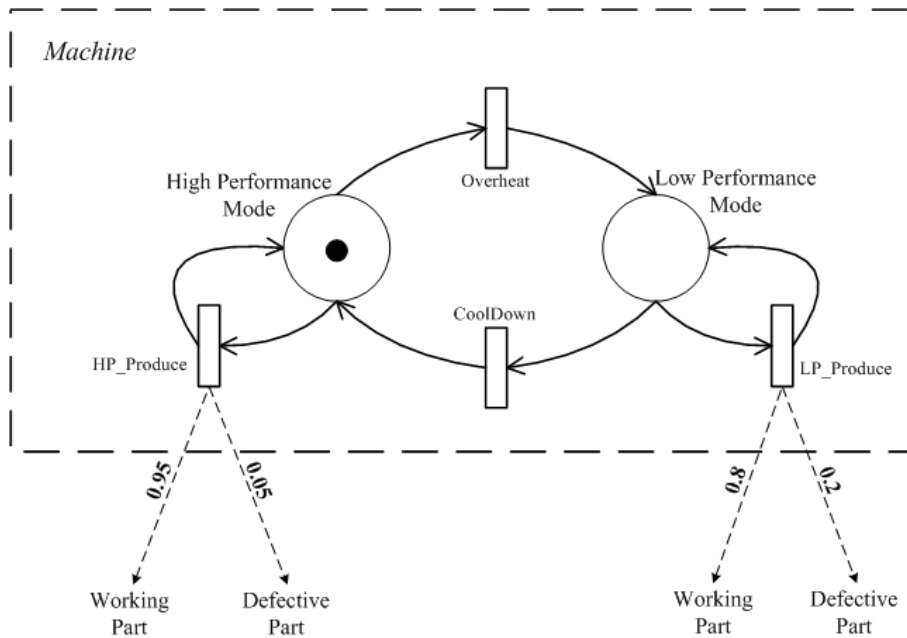 Machine
Overheat
High Performance
Mode
Low Performance
Mode
CoolDown
HP_Produce
LP_Produce
0.95
0.05
0.8
0.2
Working
Part
Defective
Part
Working
Part
Defective
Part